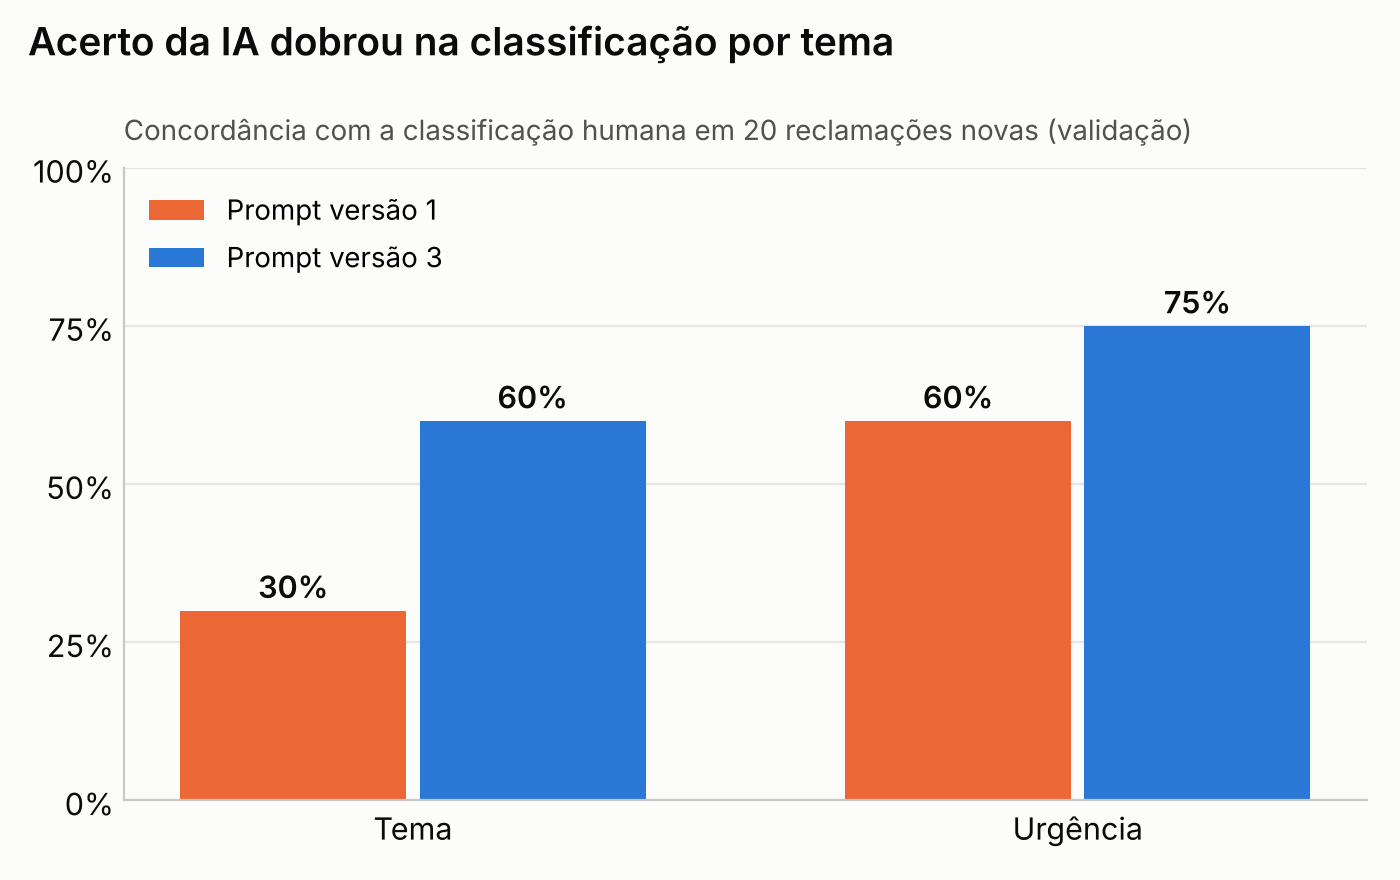 Acerto da IA dobrou na classificação por tema
Concordância com a classificação humana em 20 reclamações novas (validação)
100%
Prompt versão 1
Prompt versão 3
75%
75%
60%
60%
50%
30%
25%
0%
Tema
Urgência